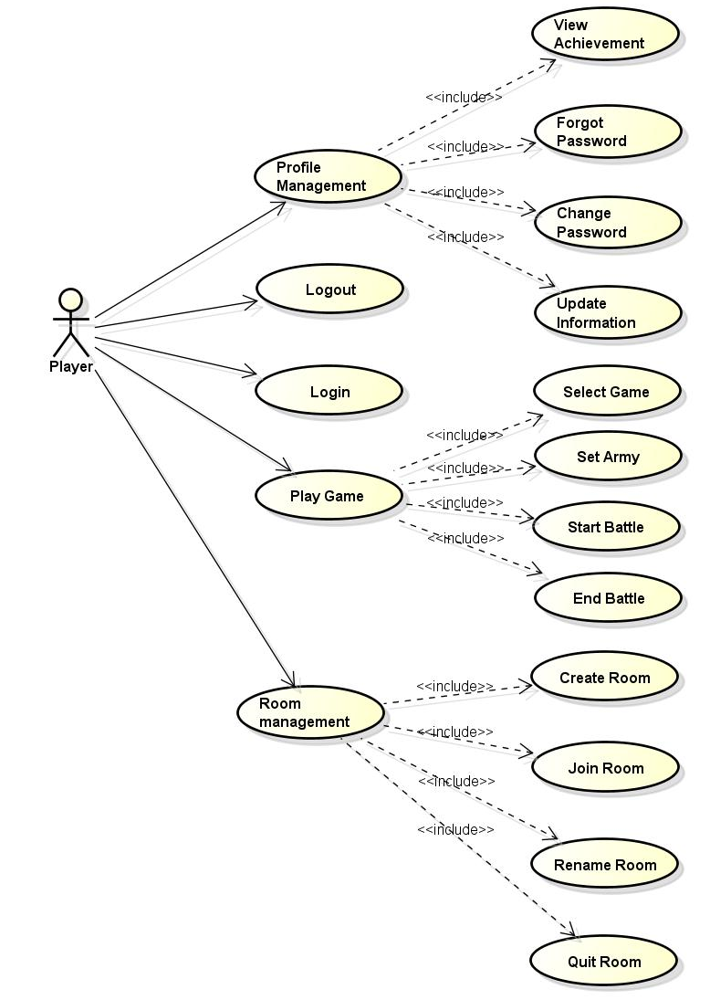 View
Achievement
<<include>>
Forgot
Password
<<include>>
Profile
Management
<<include>>
Change
Password
<<include>>
Logout
Update
Information
Player
Login
Select Game
<<include>>
Set Army
<<include>>
Play Game
<<include>>
Start Battle
<<include>>
End Battle
Create Room
<<include>>
Room
management
<<include>>
Join Room
<<include>>
<<include>>
Rename Room
Quit Room